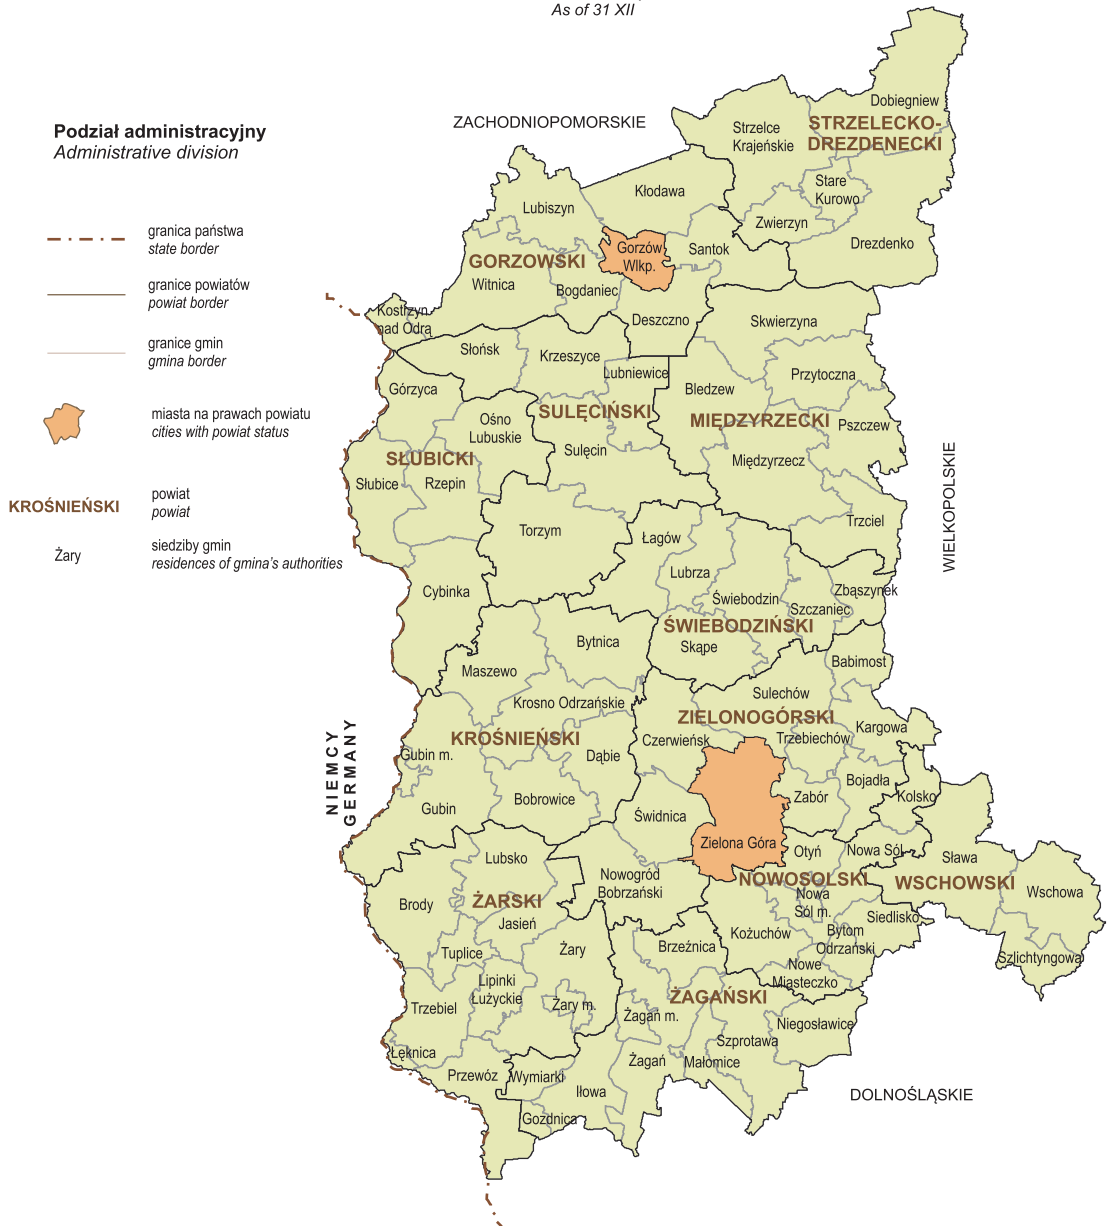 As of 31 XII
Podział administracyjny
Administrative division
granica państwa
state border
granice powiatów
powiat border
granice gmin
gmina border
miasta na prawach powiatu
cities with powiat status
KROŚNIEŃSKI
powiat
powiat
Żary
siedziby gmin
residences of gmina's authorities
ZACHODNIOPOMORSKIE
WIELKOPOLSKIE
DOLNOŚLĄSKIE
NIEMCY
GERMANY
Dobiegniew
STRZELECKO-
DREZDENECKI
Strzelce
Krajeńskie
Stare
Kurowo
Zwierzyn
Drezdenko
Kłodawa
Lubiszyn
Gorzów
Wlkp.
Santok
GORZOWSKI
Witnica
Bogdaniec
Deszczno
Kostrzyn
nad Odrą
Skwierzyna
Słońsk
Krzeszyce
Lubniewice
Przytoczna
Górzyca
Bledzew
Ośno
Lubuskie
SULĘCIŃSKI
MIĘDZYRZECKI
Pszczew
Sulęcin
SŁUBICKI
Słubice
Rzepin
Międzyrzecz
Trzciel
Torzym
Łagów
Cybinka
Lubrza
Świebodzin
Szczaniec
Zbąszynek
ŚWIEBODZIŃSKI
Skąpe
Bytnica
Maszewo
Babimost
Sulechów
Krosno Odrzańskie
ZIELONOGÓRSKI
Kargowa
KROŚNIEŃSKI
Czerwieńsk
Trzebiechów
Gubin m.
Dąbie
Bojadła
Kolsko
Zabór
Bobrowice
Gubin
Świdnica
Zielona Góra
Otyń
Nowa Sól
Sława
Lubsko
Nowogród
Bobrzański
NOWOSOLSKI
WSCHOWSKI
Wschowa
Brody
ŻARSKI
Nowa
Sól m.
Siedlisko
Jasień
Kożuchów
Bytom
Odrzański
Tuplice
Żary
Brzeźnica
Szlichtyngowa
Nowe
Miasteczko
Lipinki
Łużyckie
Trzebiel
Żary m.
ŻAGAŃSKI
Żagań m.
Niegosławice
Szprotawa
Łęknica
Żagań
Małomice
Przewóz
Wymiarki
Iłowa
Gozdnica